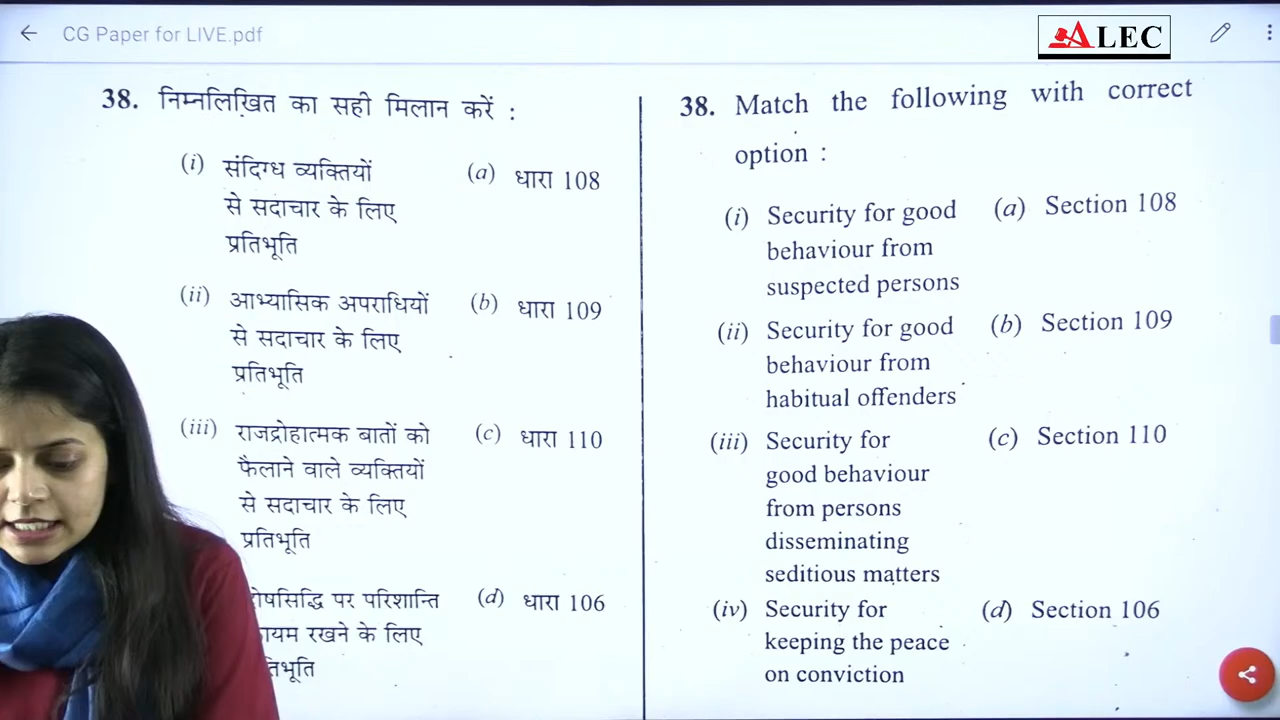 CG Paper for LIVE.pdf
ALEC
38. निम्नलिखित का सही मिलान करें :
(i) संदिग्ध व्यक्तियों (a) धारा 108
से सदाचार के लिए
प्रतिभूति
(ii) आभ्यासिक अपराधियों (b) धारा 109
से सदाचार के लिए
प्रतिभूति
(iii) राजद्रोहात्मक बातों को (c) धारा 110
फैलाने वाले व्यक्तियों
से सदाचार के लिए
प्रतिभूति
पर परिशान्ति (d) धारा 106
रखने के लिए
38. Match the following with correct
option :
(i) Security for good (a) Section 108
behaviour from
suspected persons
(ii) Security for good (b) Section 109
behaviour from
habitual offenders
(iii) Security for (c) Section 110
good behaviour
from persons
disseminating
seditious matters
(iv) Security for (d) Section 106
keeping the peace
on conviction